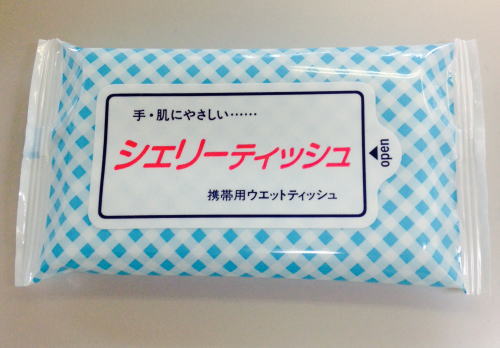 手・肌にやさしい……
シェリーティッシュ
携帯用ウエットティッシュ
◀open